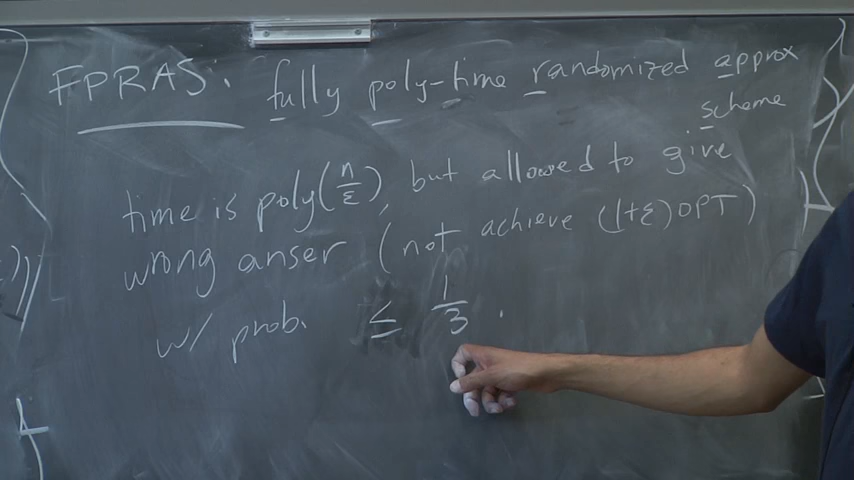 FPRAS: fully poly-time randomized approx
scheme
time is poly(n/ε), but allowed to give
wrong anser (not achieve (1+ε)OPT)
w/ prob. ≤ 1/3.